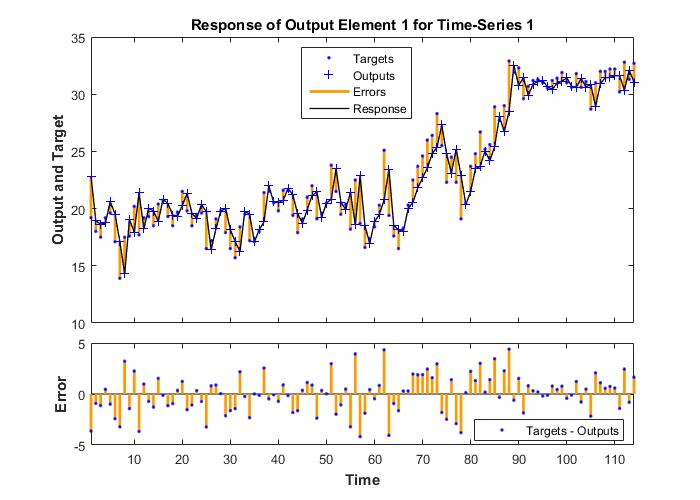 Response of Output Element 1 for Time-Series 1
35
30
25
20
15
10
Output and Target
Targets
Outputs
Errors
Response
5
0
-5
Error
Targets - Outputs
10 20 30 40 50 60 70 80 90 100 110
Time